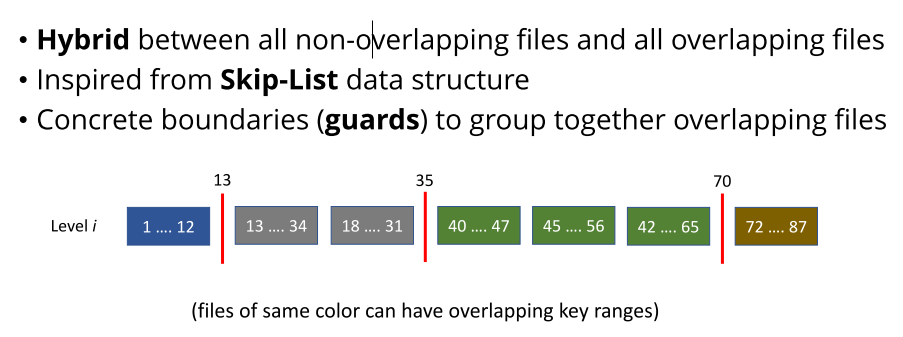 • Hybrid between all non-overlapping files and all overlapping files
• Inspired from Skip-List data structure
• Concrete boundaries (guards) to group together overlapping files
13 35 70
Level i 1 .... 12 13 .... 34 18 .... 31 40 .... 47 45 .... 56 42 .... 65 72 .... 87
(files of same color can have overlapping key ranges)